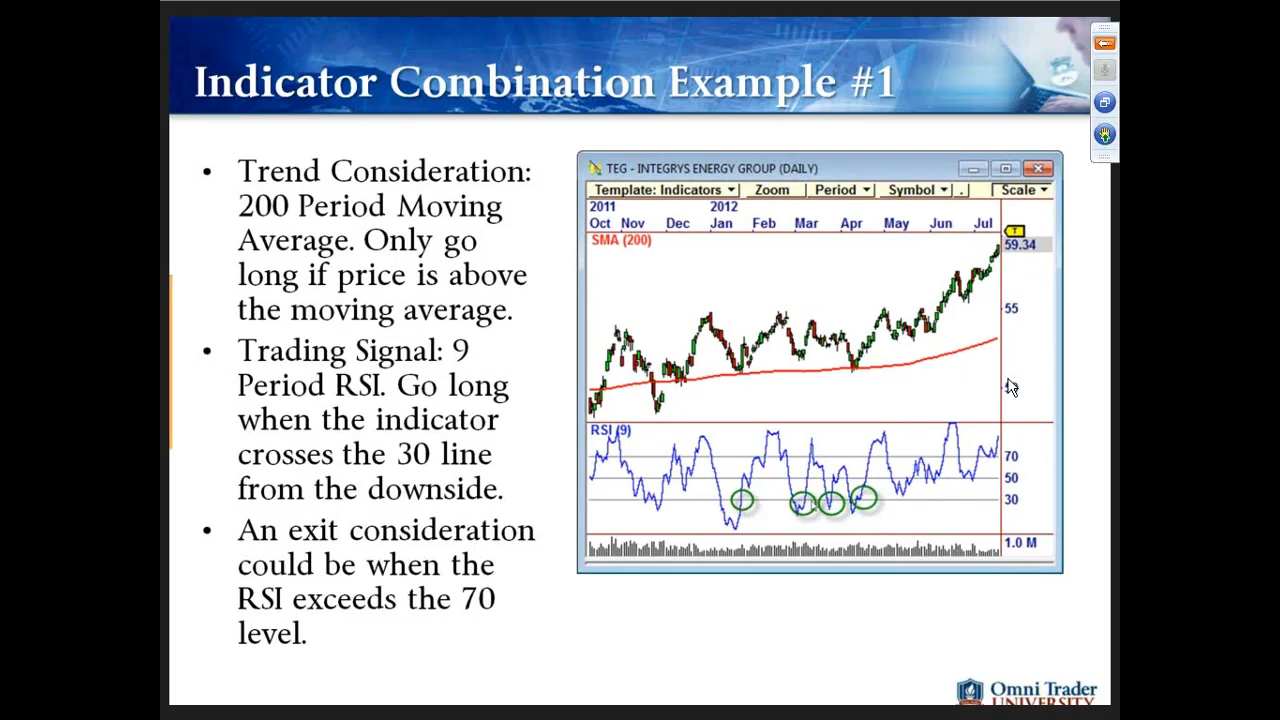 Indicator Combination Example #1
• Trend Consideration:
200 Period Moving
Average. Only go
long if price is above
the moving average.
• Trading Signal: 9
Period RSI. Go long
when the indicator
crosses the 30 line
from the downside.
• An exit consideration
could be when the
RSI exceeds the 70
level.
TEG - INTEGRYS ENERGY GROUP (DAILY)
Template: Indicators Zoom Period Symbol . Scale
2011 2012
Oct Nov Dec Jan Feb Mar Apr May Jun Jul
T
SMA (200)
59.34
55
RSI (9)
70
50
30
1.0 M
Omni Trader
UNIVERSITY